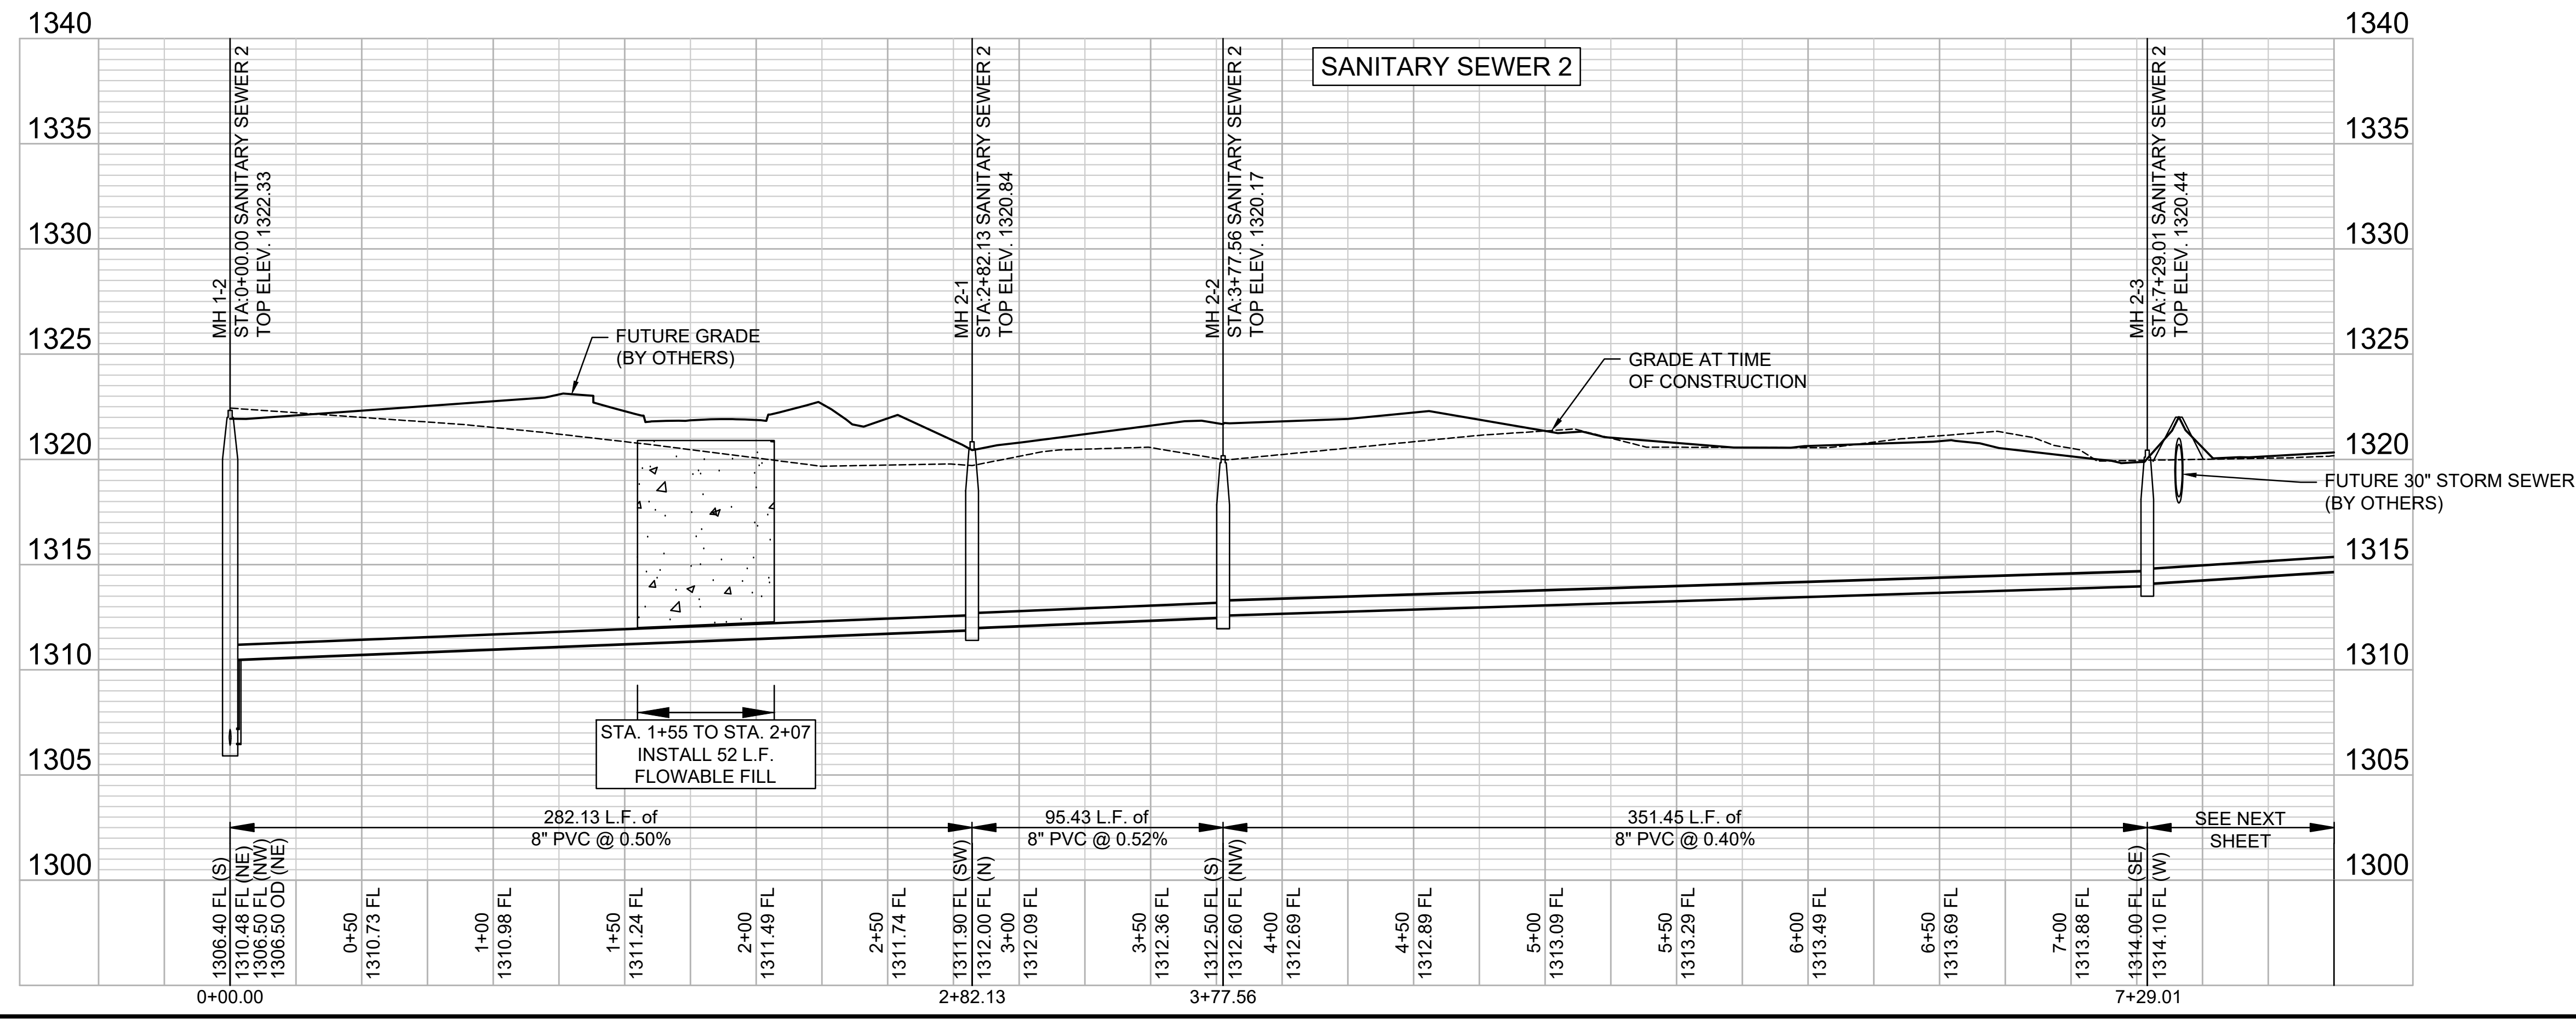 SANITARY SEWER 2
1340
1335
1330
1325
1320
1315
1310
1305
1300
1340
1335
1330
1325
1320
1315
1310
1305
1300
MH 1-2
STA:0+00.00 SANITARY SEWER 2
TOP ELEV. 1322.33
MH 2-1
STA:2+82.13 SANITARY SEWER 2
TOP ELEV. 1320.84
MH 2-2
STA:3+77.56 SANITARY SEWER 2
TOP ELEV. 1320.17
MH 2-3
STA:7+29.01 SANITARY SEWER 2
TOP ELEV. 1320.44
FUTURE GRADE
(BY OTHERS)
GRADE AT TIME
OF CONSTRUCTION
FUTURE 30" STORM SEWER
(BY OTHERS)
STA. 1+55 TO STA. 2+07
INSTALL 52 L.F.
FLOWABLE FILL
282.13 L.F. of
8" PVC @ 0.50%
95.43 L.F. of
8" PVC @ 0.52%
351.45 L.F. of
8" PVC @ 0.40%
SEE NEXT
SHEET
1306.40 FL (S)
1310.48 FL (NE)
1306.50 FL (NW)
1306.50 OD (NE)
0+50
1310.73 FL
1+00
1310.98 FL
1+50
1311.24 FL
2+00
1311.49 FL
2+50
1311.74 FL
1311.90 FL (SW)
1312.00 FL (N)
3+00
1312.09 FL
3+50
1312.36 FL
1312.50 FL (S)
1312.60 FL (NW)
4+00
1312.69 FL
4+50
1312.89 FL
5+00
1313.09 FL
5+50
1313.29 FL
6+00
1313.49 FL
6+50
1313.69 FL
7+00
1313.88 FL
1314.00 FL (SE)
1314.10 FL (W)
0+00.00
2+82.13
3+77.56
7+29.01